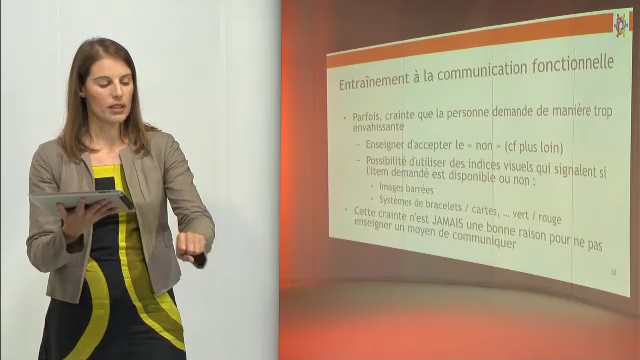 Entraînement à la communication fonctionnelle
• Parfois, crainte que la personne demande de manière trop
envahissante
– Enseigner d'accepter le « non » (cf plus loin)
– Possibilité d'utiliser des indices visuels qui signalent si
l'item demandé est disponible ou non :
• Images barrées
• Systèmes de bracelets / cartes, ... vert / rouge
• Cette crainte n'est JAMAIS une bonne raison pour ne pas
enseigner un moyen de communiquer